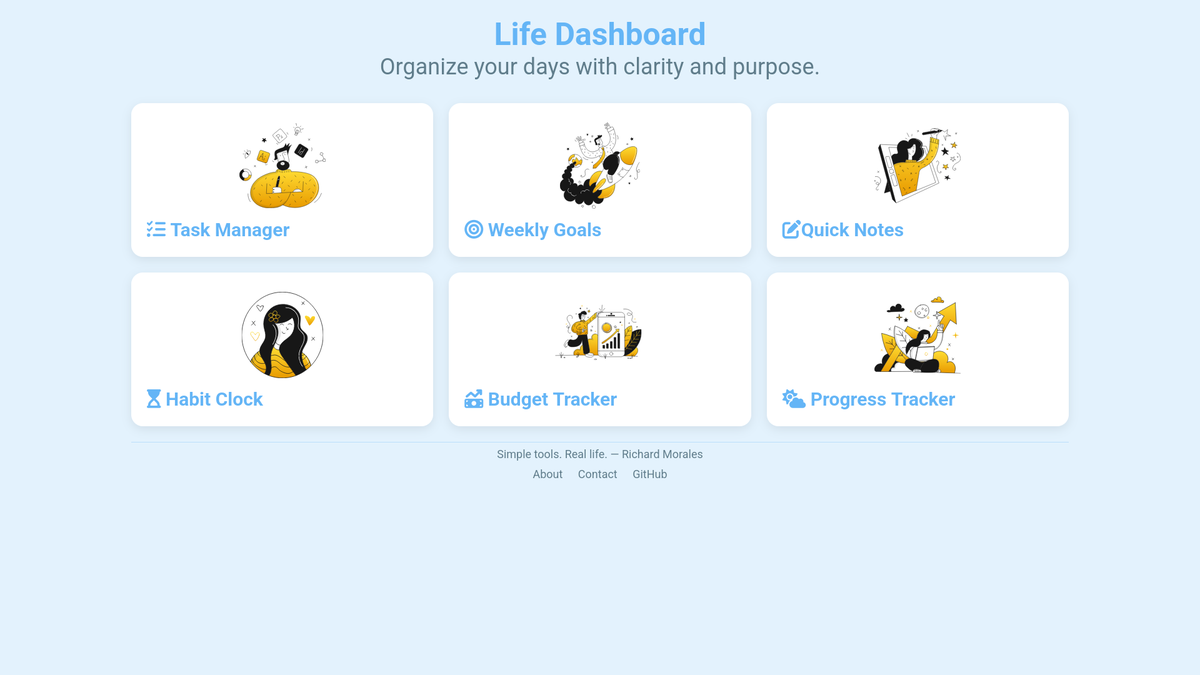 Life Dashboard
Organize your days with clarity and purpose.
Task Manager
Weekly Goals
Quick Notes
Habit Clock
Budget Tracker
Progress Tracker
Simple tools. Real life. — Richard Morales
About Contact GitHub